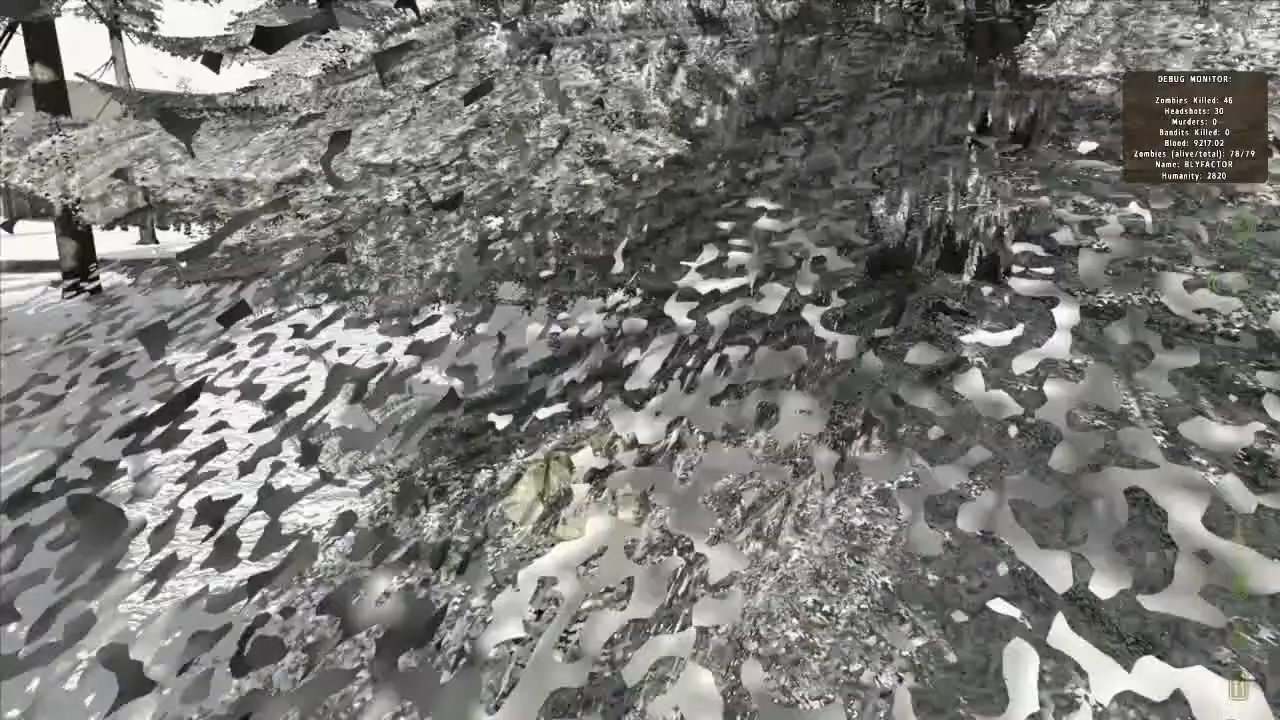 DEBUG MONITOR:
Zombies Killed: 46
Headshots: 30
Murders: 0
Bandits Killed: 0
Blood: 9217.02
Zombies (alive/total): 78/79
Name: BLYFACTOR
Humanity: 2820